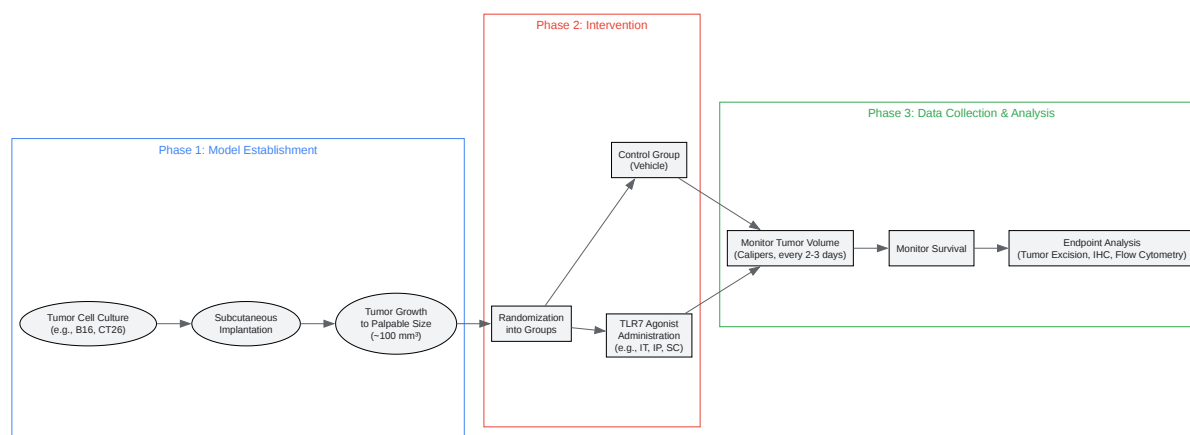 Phase 1: Model Establishment
Tumor Cell Culture
(e.g., B16, CT26)
Subcutaneous
Implantation
Tumor Growth
to Palpable Size
(~100 mm³)
Phase 2: Intervention
Randomization
into Groups
Control Group
(Vehicle)
TLR7 Agonist
Administration
(e.g., IT, IP, SC)
Phase 3: Data Collection & Analysis
Monitor Tumor Volume
(Calipers, every 2-3 days)
Monitor Survival
Endpoint Analysis
(Tumor Excision, IHC, Flow Cytometry)